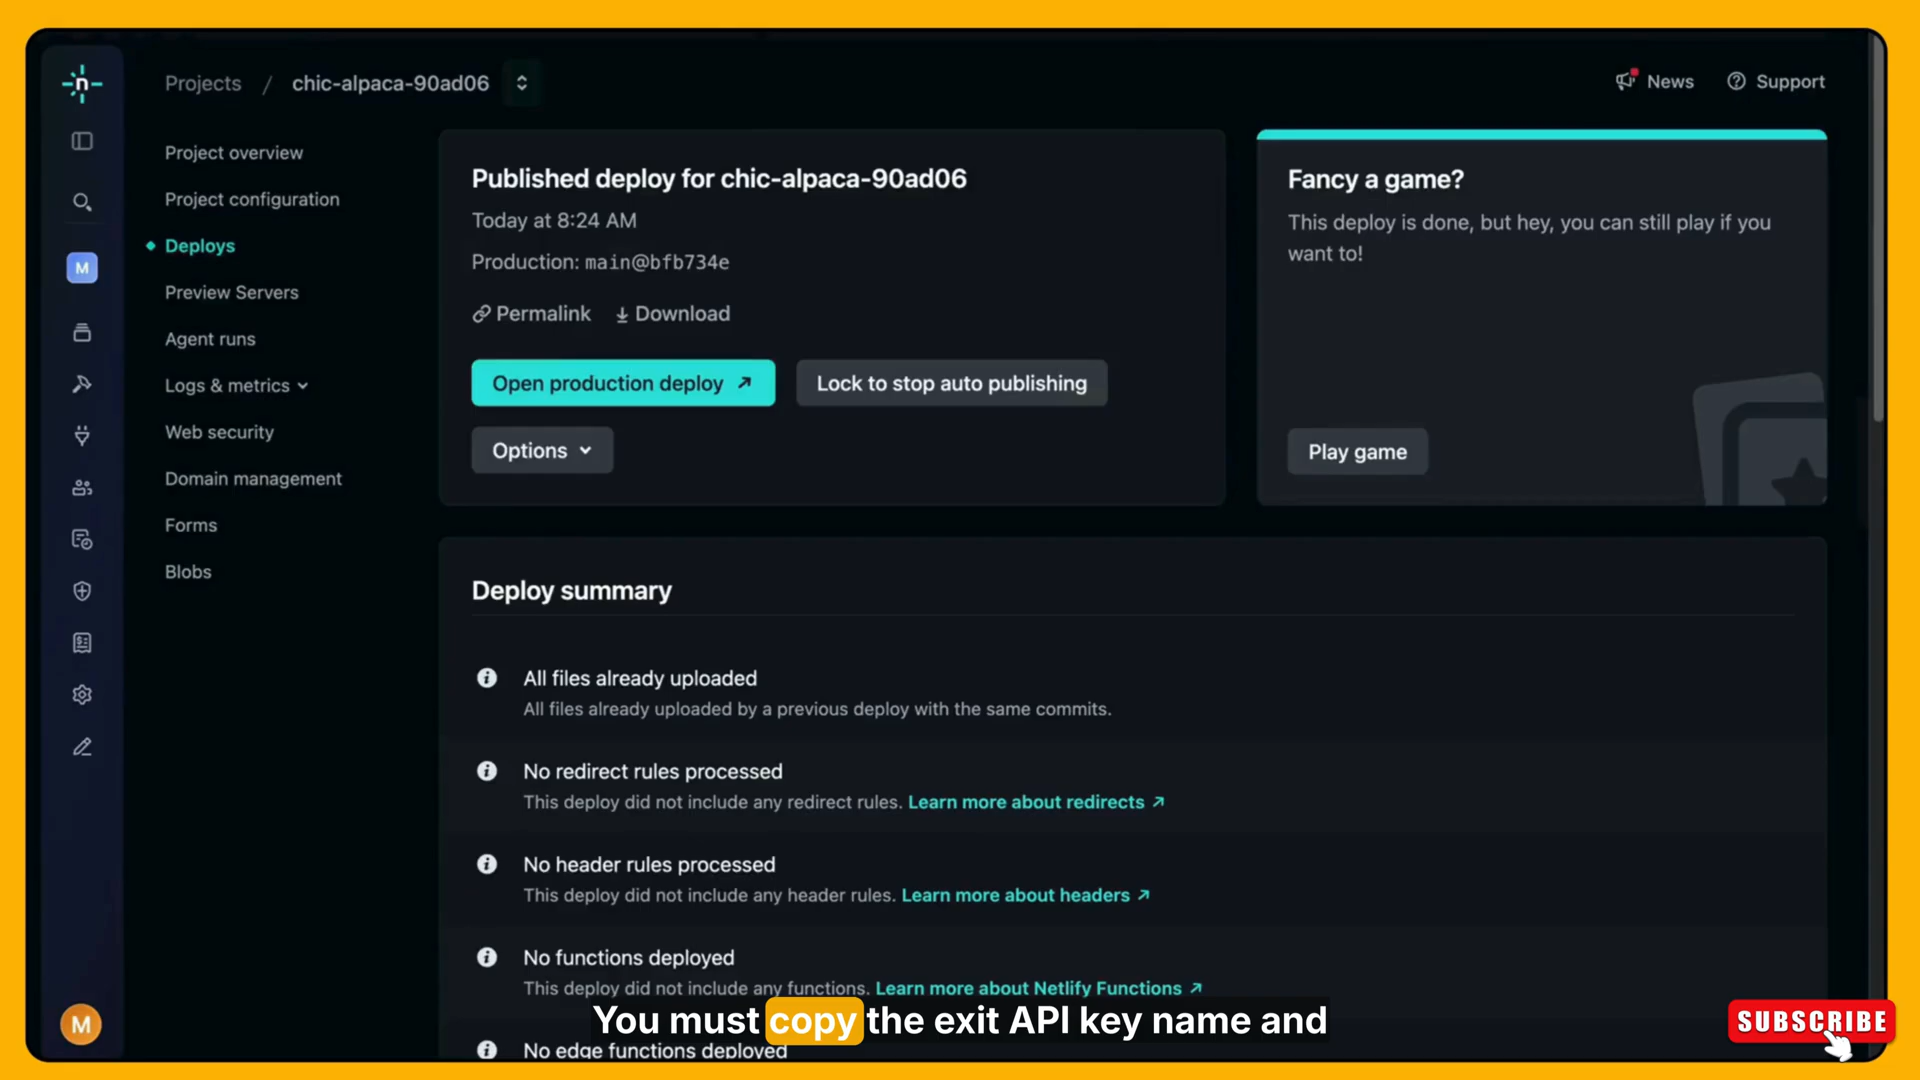 n
Projects / chic-alpaca-90ad06
News
Support
Project overview
Project configuration
Deploys
Preview Servers
Agent runs
Logs & metrics
Web security
Domain management
Forms
Blobs
M
M
Published deploy for chic-alpaca-90ad06
Today at 8:24 AM
Production: main@bfb734e
Permalink Download
Open production deploy Lock to stop auto publishing
Options
Fancy a game?
This deploy is done, but hey, you can still play if you
want to!
Play game
Deploy summary
All files already uploaded
All files already uploaded by a previous deploy with the same commits.
No redirect rules processed
This deploy did not include any redirect rules. Learn more about redirects
No header rules processed
This deploy did not include any header rules. Learn more about headers
No functions deployed
This deploy did not include any functions. Learn more about Netlify Functions
You must copy the exit API key name and
No edge functions deployed
SUBSCRIBE